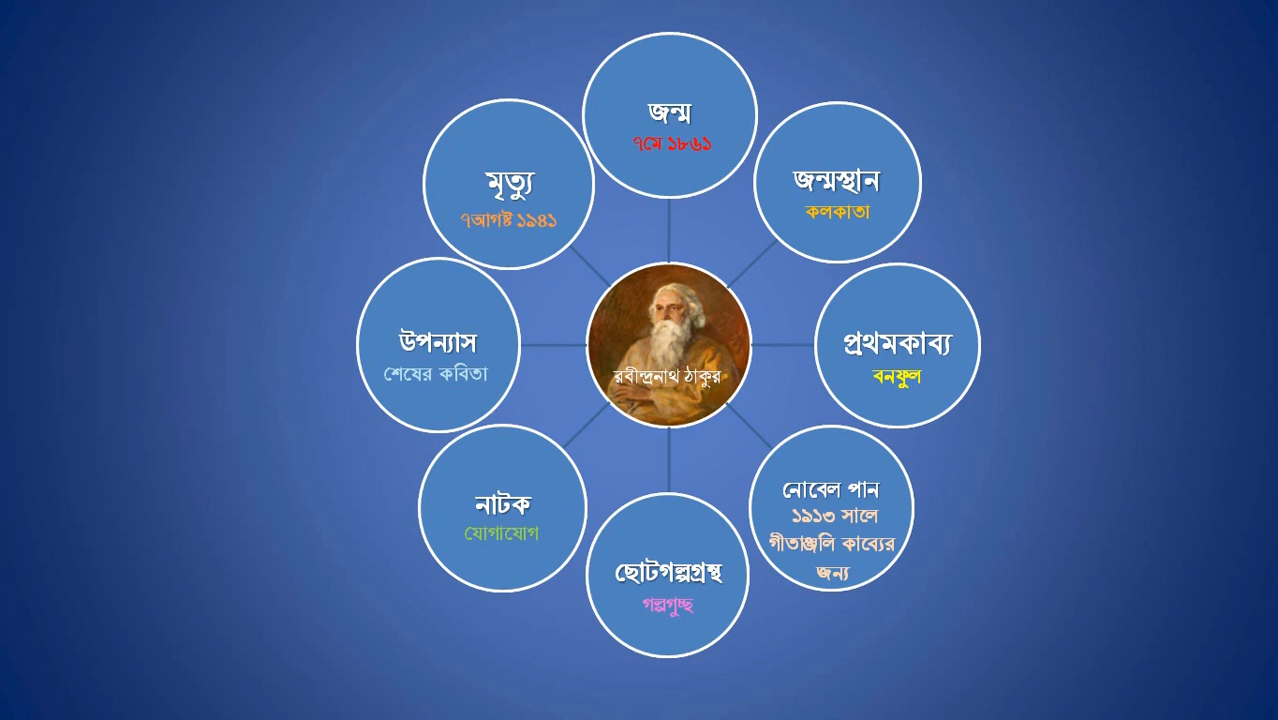 জন্ম
৭মে ১৮৬১
জন্মস্থান
কলকাতা
প্রথমকাব্য
বনফুল
নোবেল পান
১৯১৩ সালে
গীতাঞ্জলি কাব্যের
জন্য
ছোটগল্পগ্রন্থ
গল্পগুচ্ছ
নাটক
যোগাযোগ
উপন্যাস
শেষের কবিতা
মৃত্যু
৭আগষ্ট ১৯৪১
রবীন্দ্রনাথ ঠাকুর